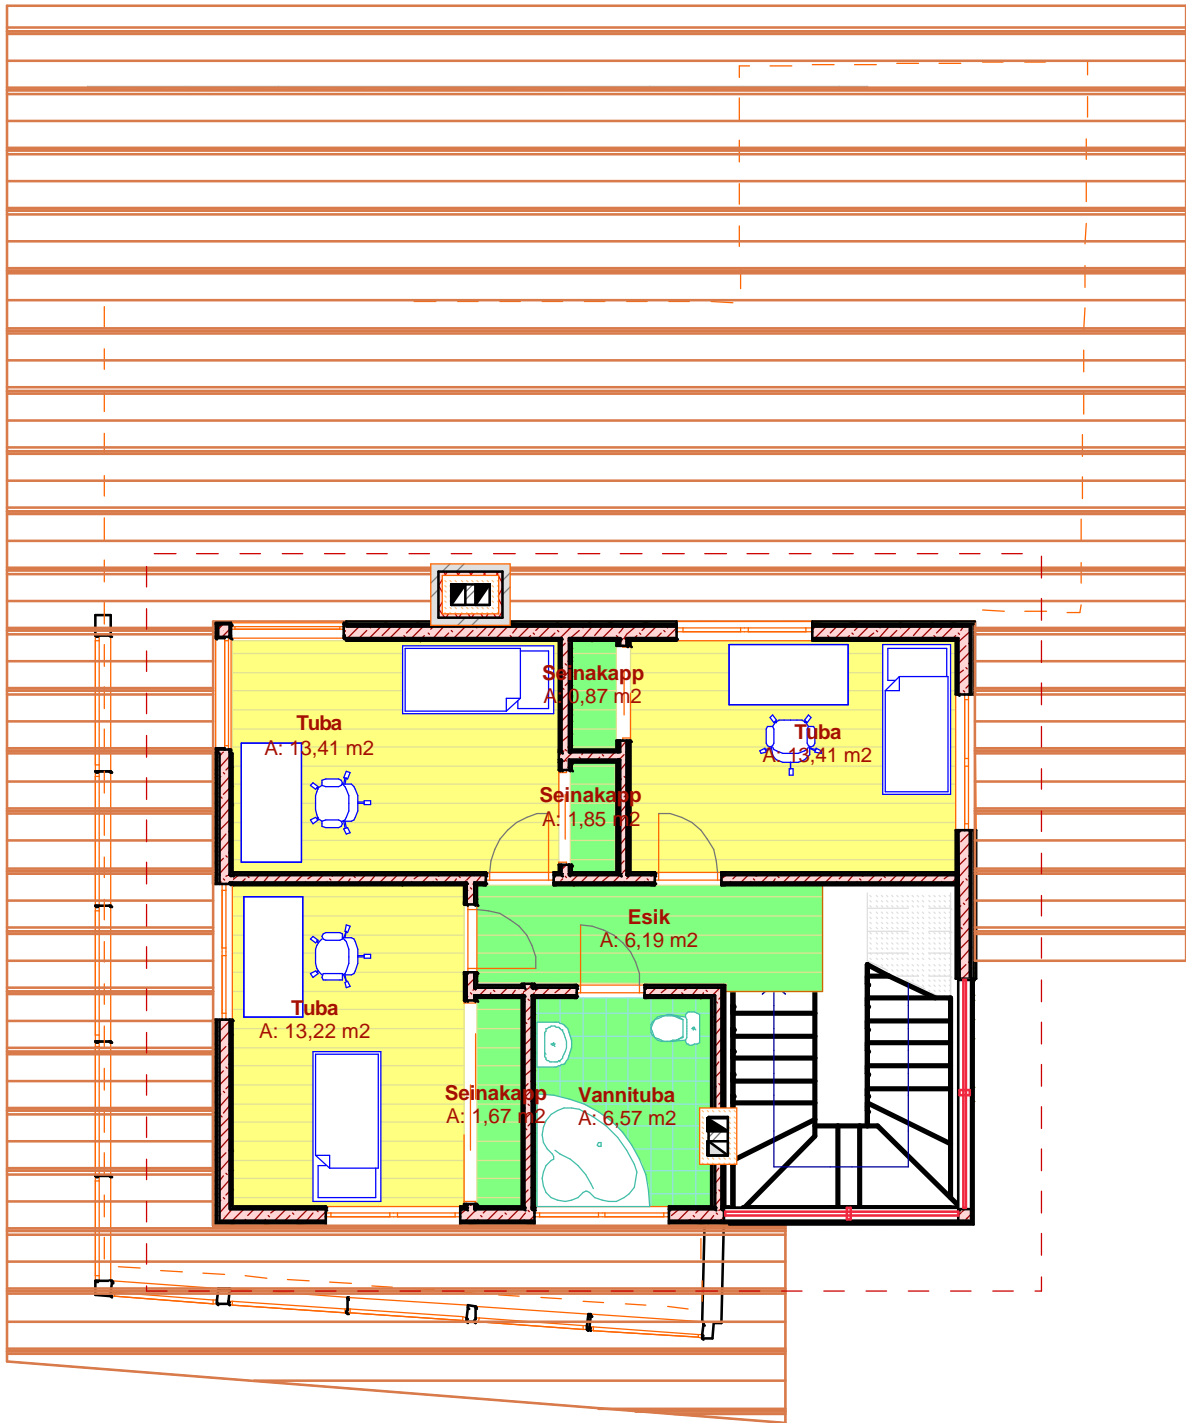 Seinakapp
A: 0,87 m2
Tuba
A: 13,41 m2
Tuba
A: 13,41 m2
Seinakapp
A: 1,85 m2
Esik
A: 6,19 m2
Tuba
A: 13,22 m2
Seinakapp
A: 1,67 m2
Vannituba
A: 6,57 m2